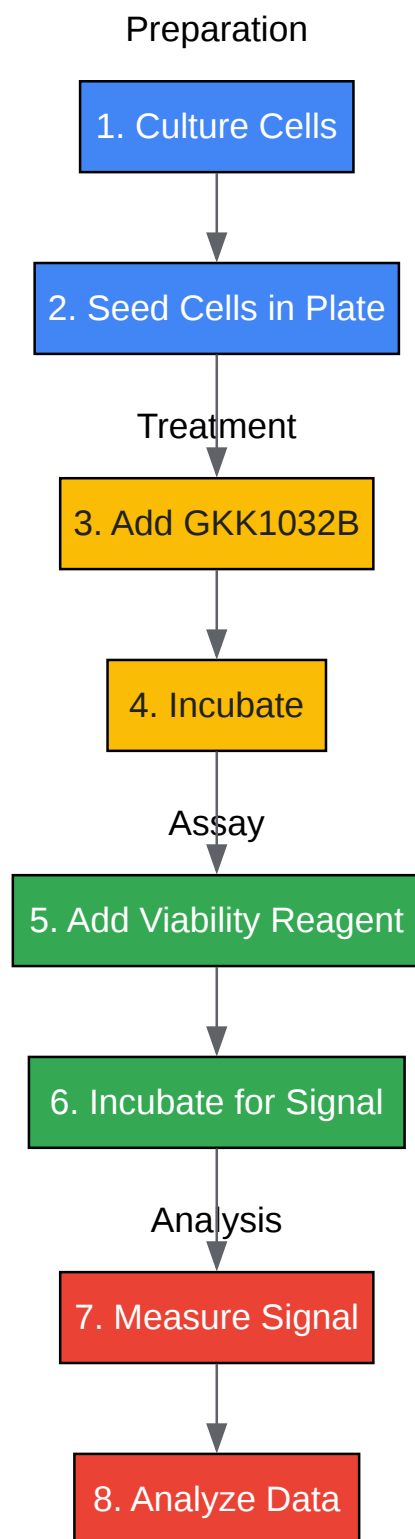 Preparation
1. Culture Cells
2. Seed Cells in Plate
Treatment
3. Add GKK1032B
4. Incubate
Assay
5. Add Viability Reagent
6. Incubate for Signal
Analysis
7. Measure Signal
8. Analyze Data